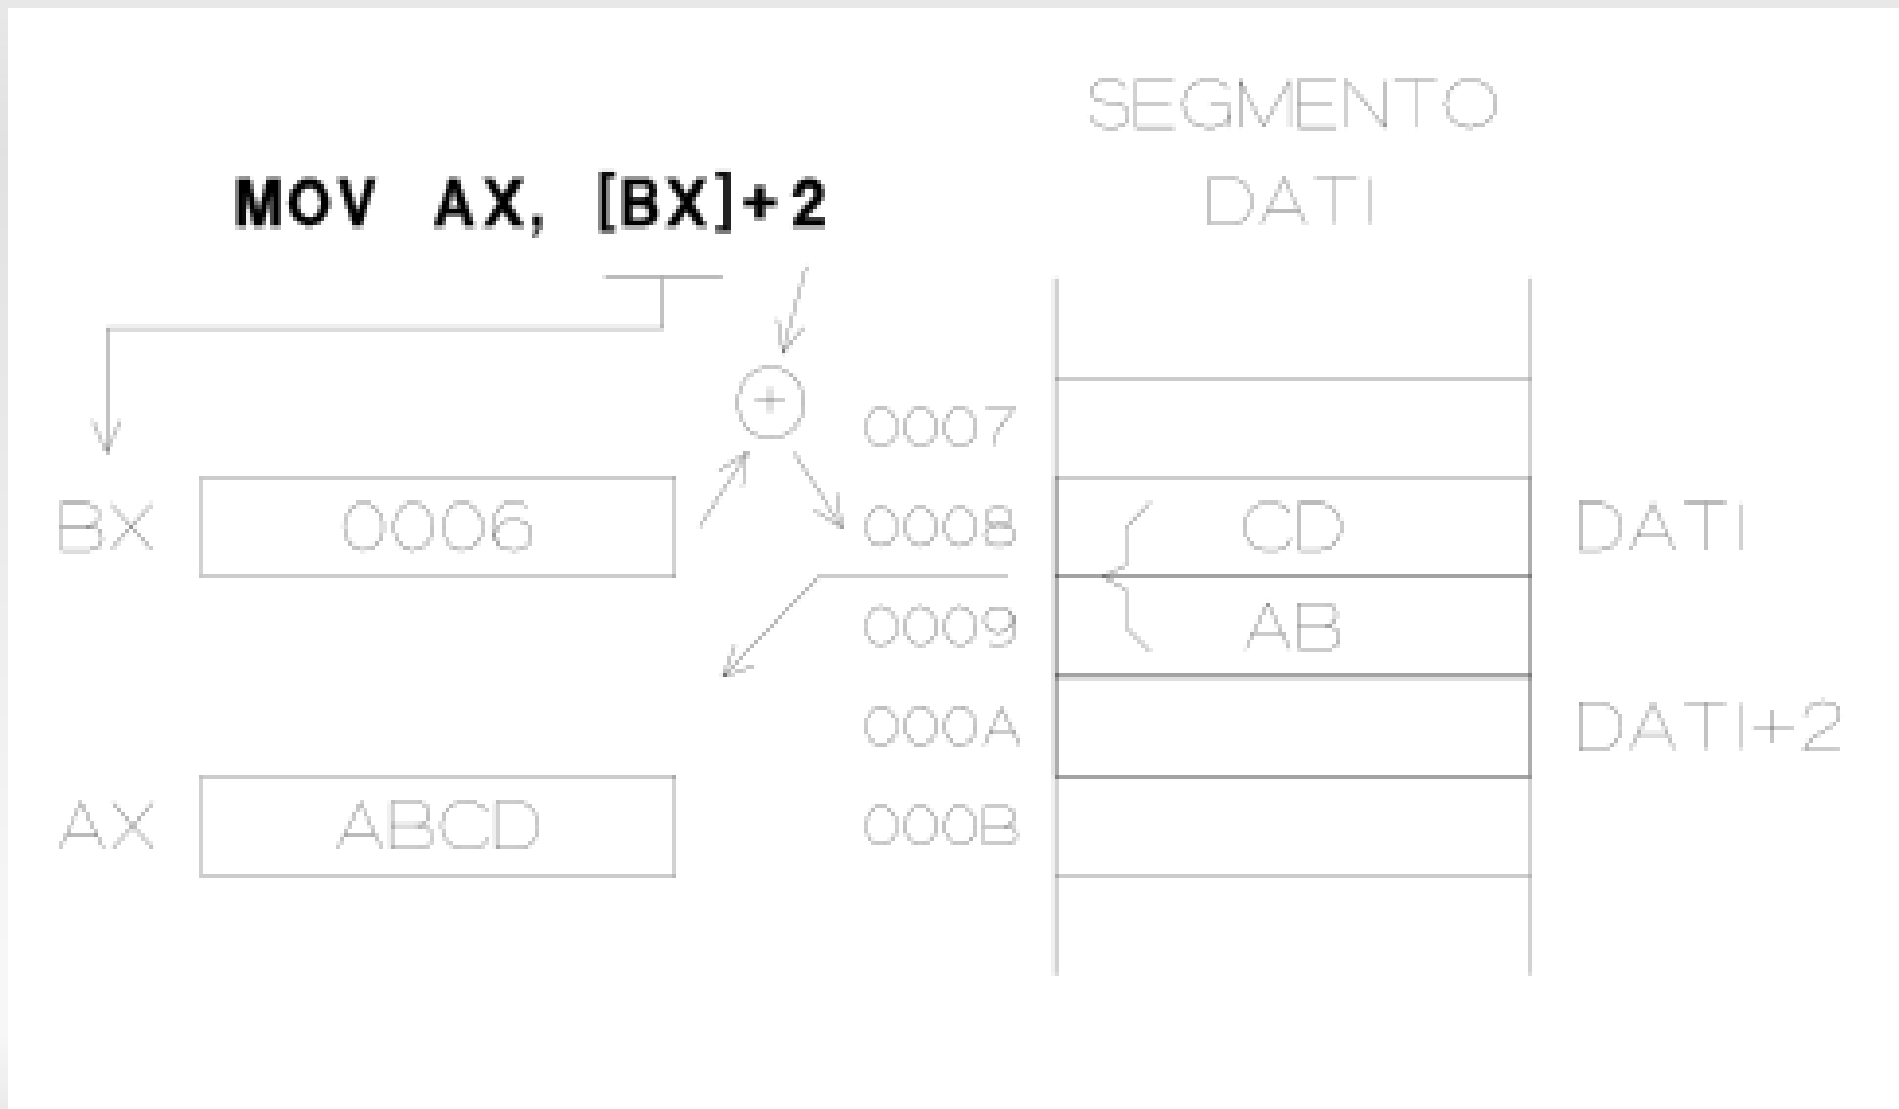 SEGMENTO
DATI
MOV AX, [BX]+2
+
0007
BX 0006 0008 CD DATI
0009 AB
000A DATI+2
AX ABCD 000B